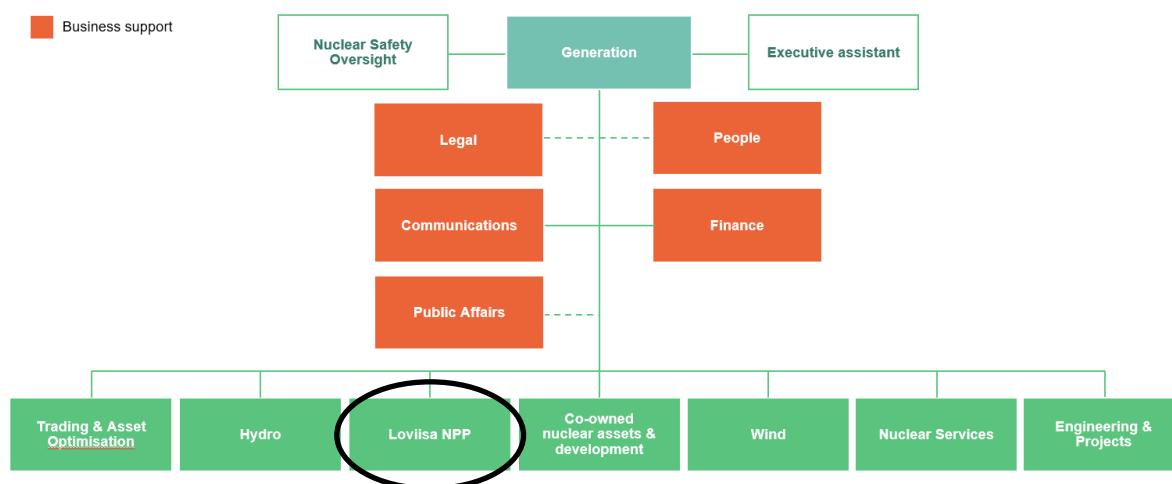 Business support
Nuclear Safety
Oversight
Generation
Executive assistant
Legal
People
Communications
Finance
Public Affairs
Trading & Asset
Optimisation
Hydro
Loviisa NPP
Co-owned
nuclear assets &
development
Wind
Nuclear Services
Engineering &
Projects